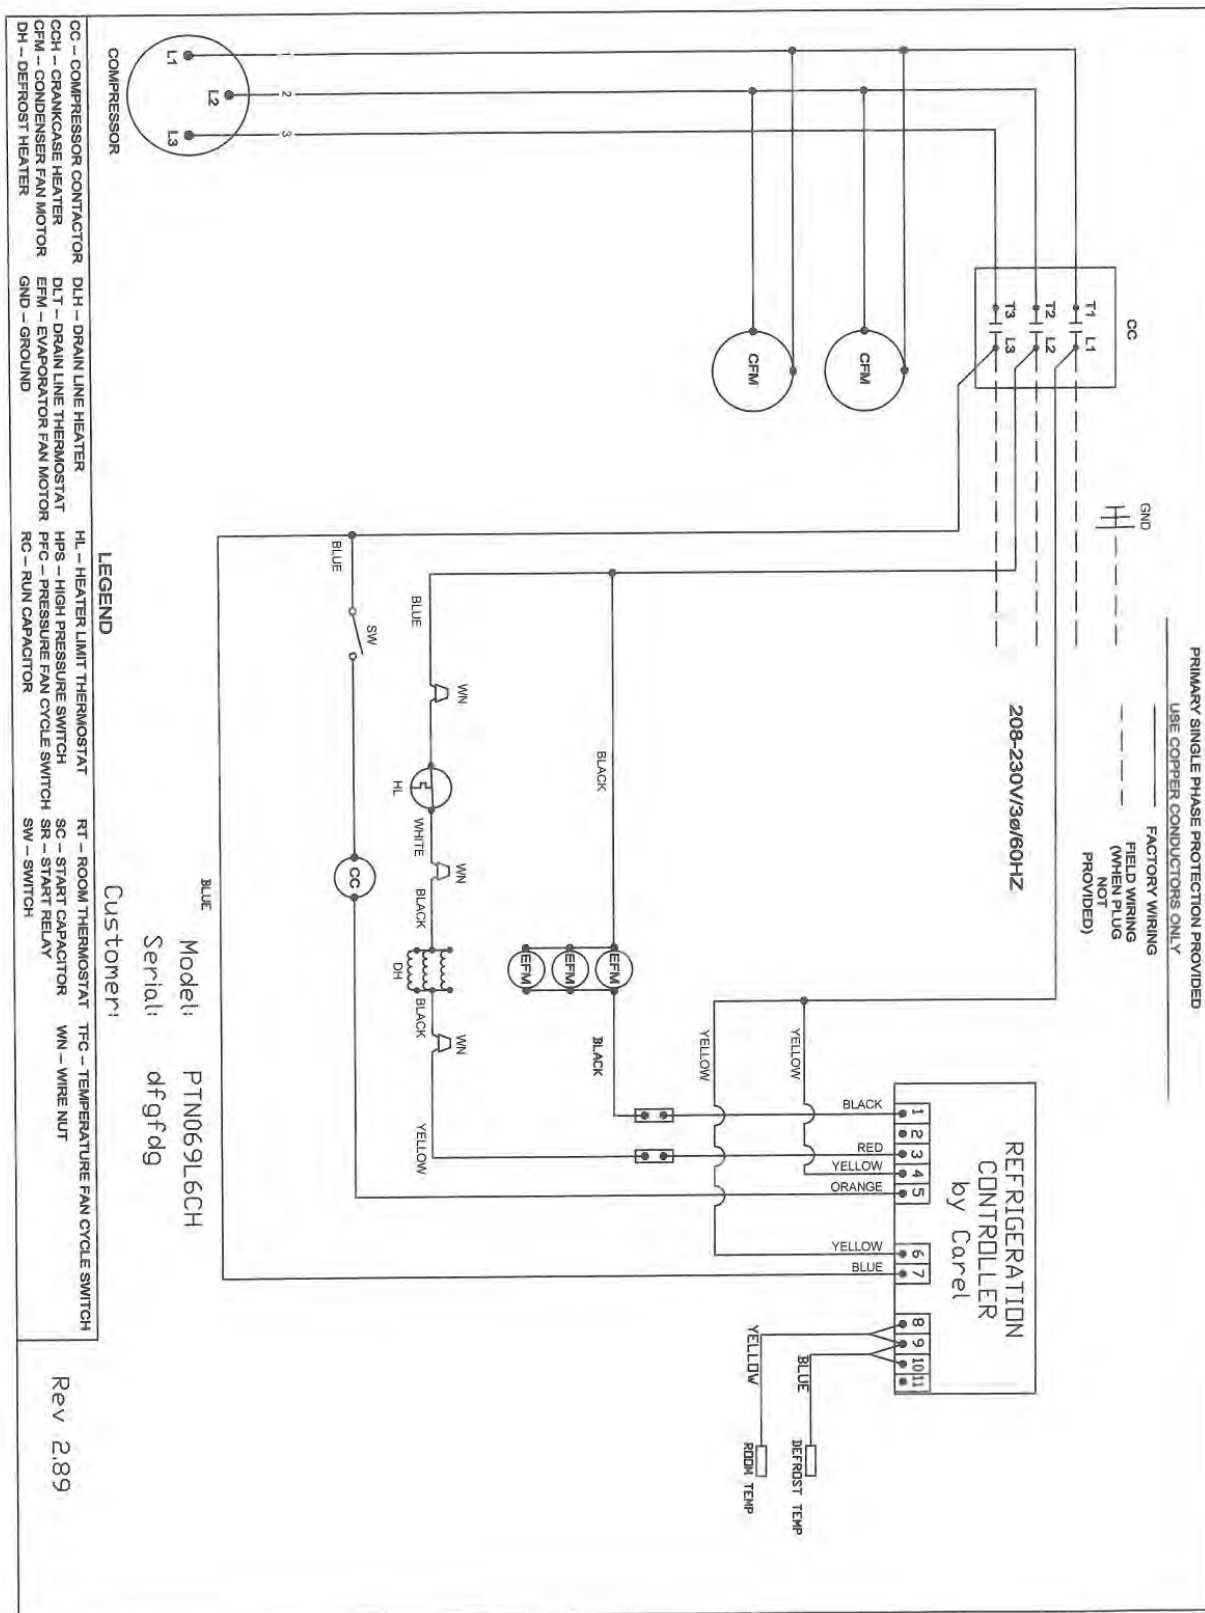 PRIMARY SINGLE PHASE PROTECTION PROVIDED
USE COPPER CONDUCTORS ONLY
FACTORY WIRING
FIELD WIRING
(WHEN PLUG
NOT
PROVIDED)
GND
208-230V/3ø/60HZ
CC
T1 L1
T2 L2
T3 L3
CFM
CFM
1
2
3
L1
L2
L3
COMPRESSOR
REFRIGERATION
CONTROLLER
by Carel
1
2
3
4
5
6
7
8
9
10
11
BLACK
RED
YELLOW
ORANGE
YELLOW
BLUE
YELLOW
YELLOW
BLUE
DEFROST TEMP
YELLOW
ROOM TEMP
BLACK
EFM
EFM
EFM
BLACK
BLUE
WN
HL
WHITE
WN
BLACK
DH
BLACK
WN
YELLOW
BLUE
SW
CC
BLUE
Model: PTN069L6CH
Serial: dfgfdg
Customer:
LEGEND
CC – COMPRESSOR CONTACTOR DLH – DRAIN LINE HEATER HL – HEATER LIMIT THERMOSTAT RT – ROOM THERMOSTAT TFC – TEMPERATURE FAN CYCLE SWITCH
CCH – CRANKCASE HEATER DLT – DRAIN LINE THERMOSTAT HPS – HIGH PRESSURE SWITCH SC – START CAPACITOR WN – WIRE NUT
CFM – CONDENSER FAN MOTOR EFM – EVAPORATOR FAN MOTOR PFC – PRESSURE FAN CYCLE SWITCH SR – START RELAY
DH – DEFROST HEATER GND – GROUND RC – RUN CAPACITOR SW – SWITCH
Rev 2.89